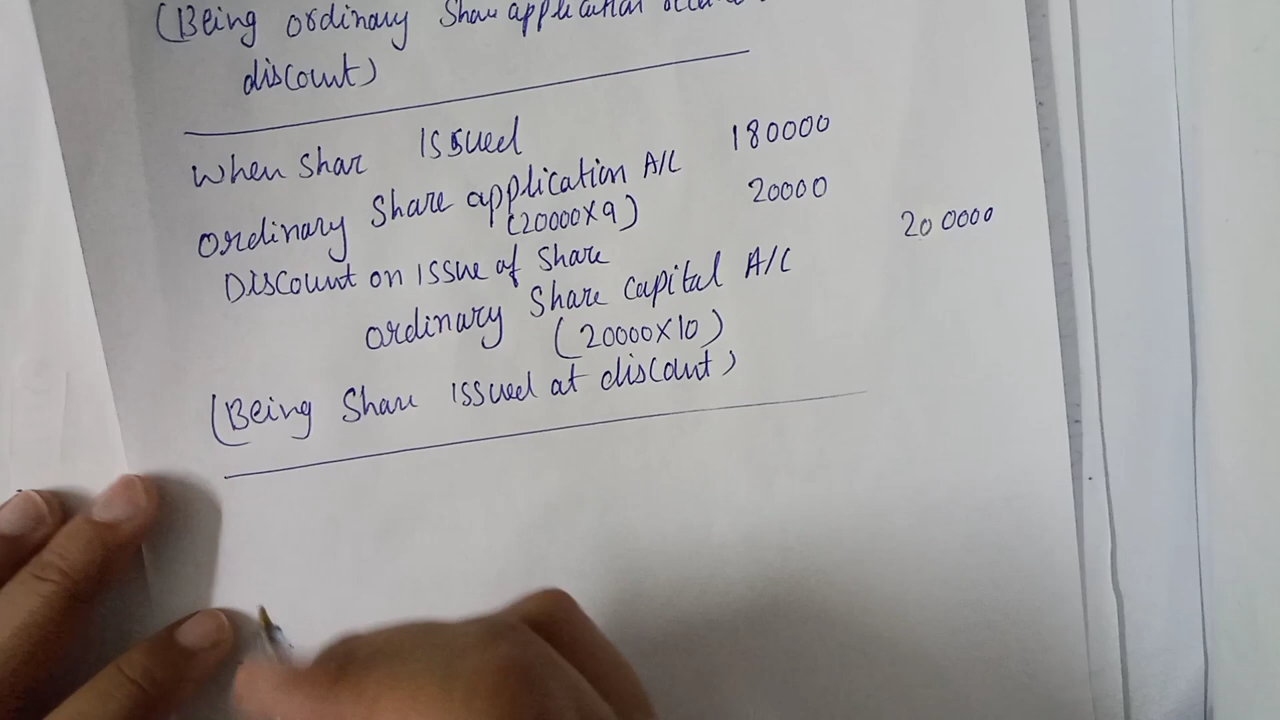 (Being ordinary Share application
discount)
When Shar Issued
ordinary Share application A/C 180000
(20000X9)
Discount on Issue of Share 20000
ordinary Share capital A/C 200000
(20000X10)
(Being Share Issued at discount)